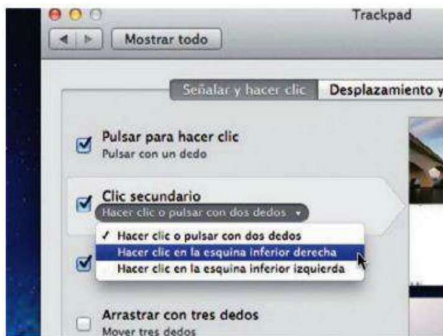 Trackpad
Mostrar todo
Señalar y hacer clic
Desplazamiento y
Pulsar para hacer clic
Pulsar con un dedo
Clic secundario
Hacer clic o pulsar con dos dedos
✓ Hacer clic o pulsar con dos dedos
Hacer clic en la esquina inferior derecha
Hacer clic en la esquina inferior izquierda
Arrastrar con tres dedos
Mover tres dedos